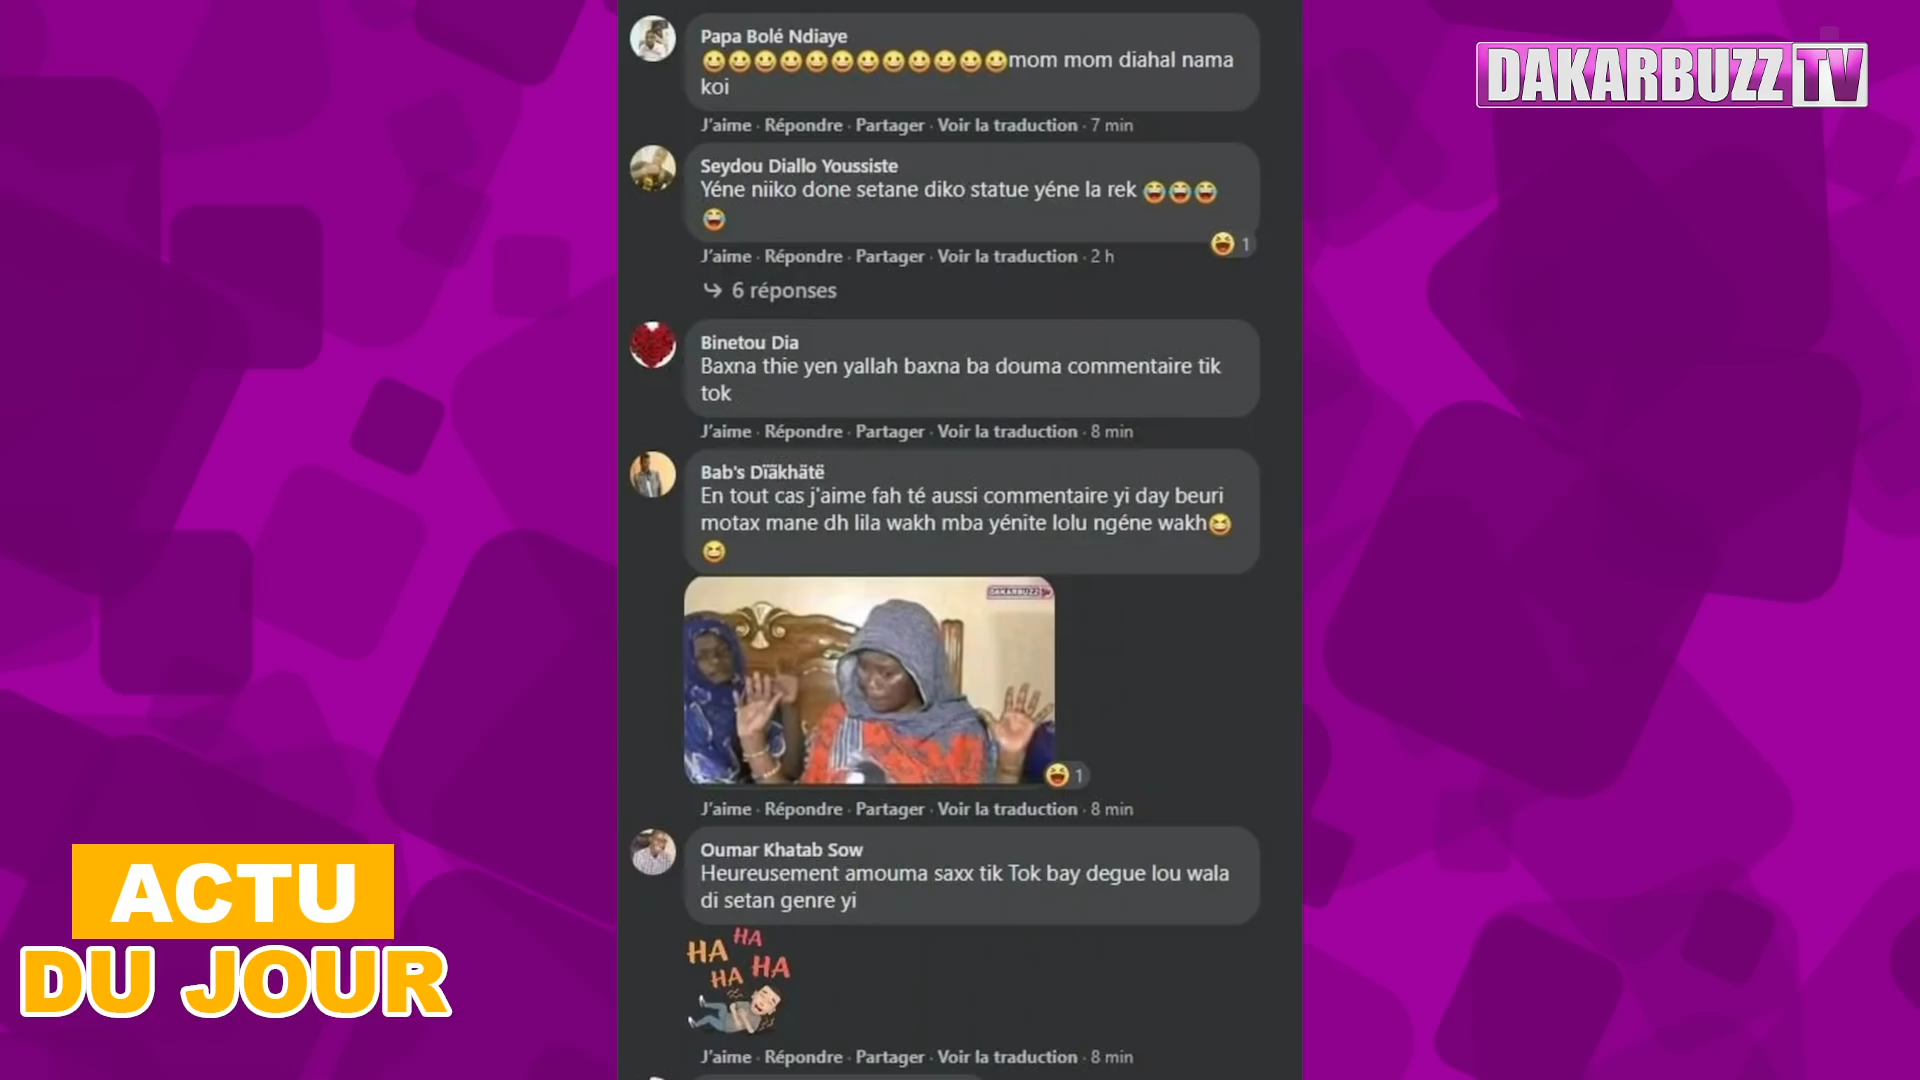 DAKARBUZZ TV
Papa Bolé Ndiaye
😀😀😀😀😀😀😀😀😀😀😀😀mom mom diahal nama
koi
J'aime · Répondre · Partager · Voir la traduction · 7 min
Seydou Diallo Youssiste
Yéne niiko done setane diko statue yéne la rek 😂😂😂
😂
😆 1
J'aime · Répondre · Partager · Voir la traduction · 2 h
6 réponses
Binetou Dia
Baxna thie yen yallah baxna ba douma commentaire tik
tok
J'aime · Répondre · Partager · Voir la traduction · 8 min
Bab's Dïäkhätë
En tout cas j'aime fah té aussi commentaire yi day beuri
motax mane dh lila wakh mba yénite lolu ngéne wakh😆
😆
DAKARBUZZ TV
😆 1
J'aime · Répondre · Partager · Voir la traduction · 8 min
Oumar Khatab Sow
Heureusement amouma saxx tik Tok bay degue lou wala
di setan genre yi
HA HA
HA HA
J'aime · Répondre · Partager · Voir la traduction · 8 min
ACTU
DU JOUR